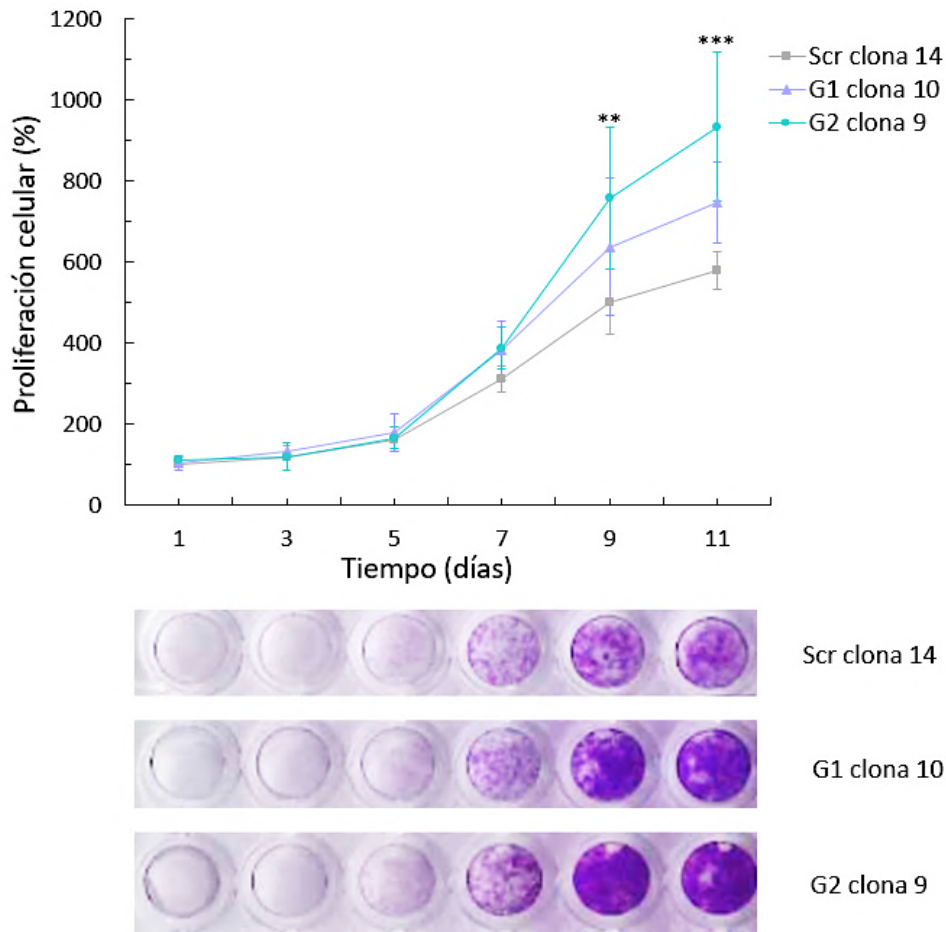 1200
1000
800
600
400
200
0
Proliferación celular (%)
**
***
Scr clona 14
G1 clona 10
G2 clona 9
1 3 5 7 9 11
Tiempo (días)
Scr clona 14
G1 clona 10
G2 clona 9